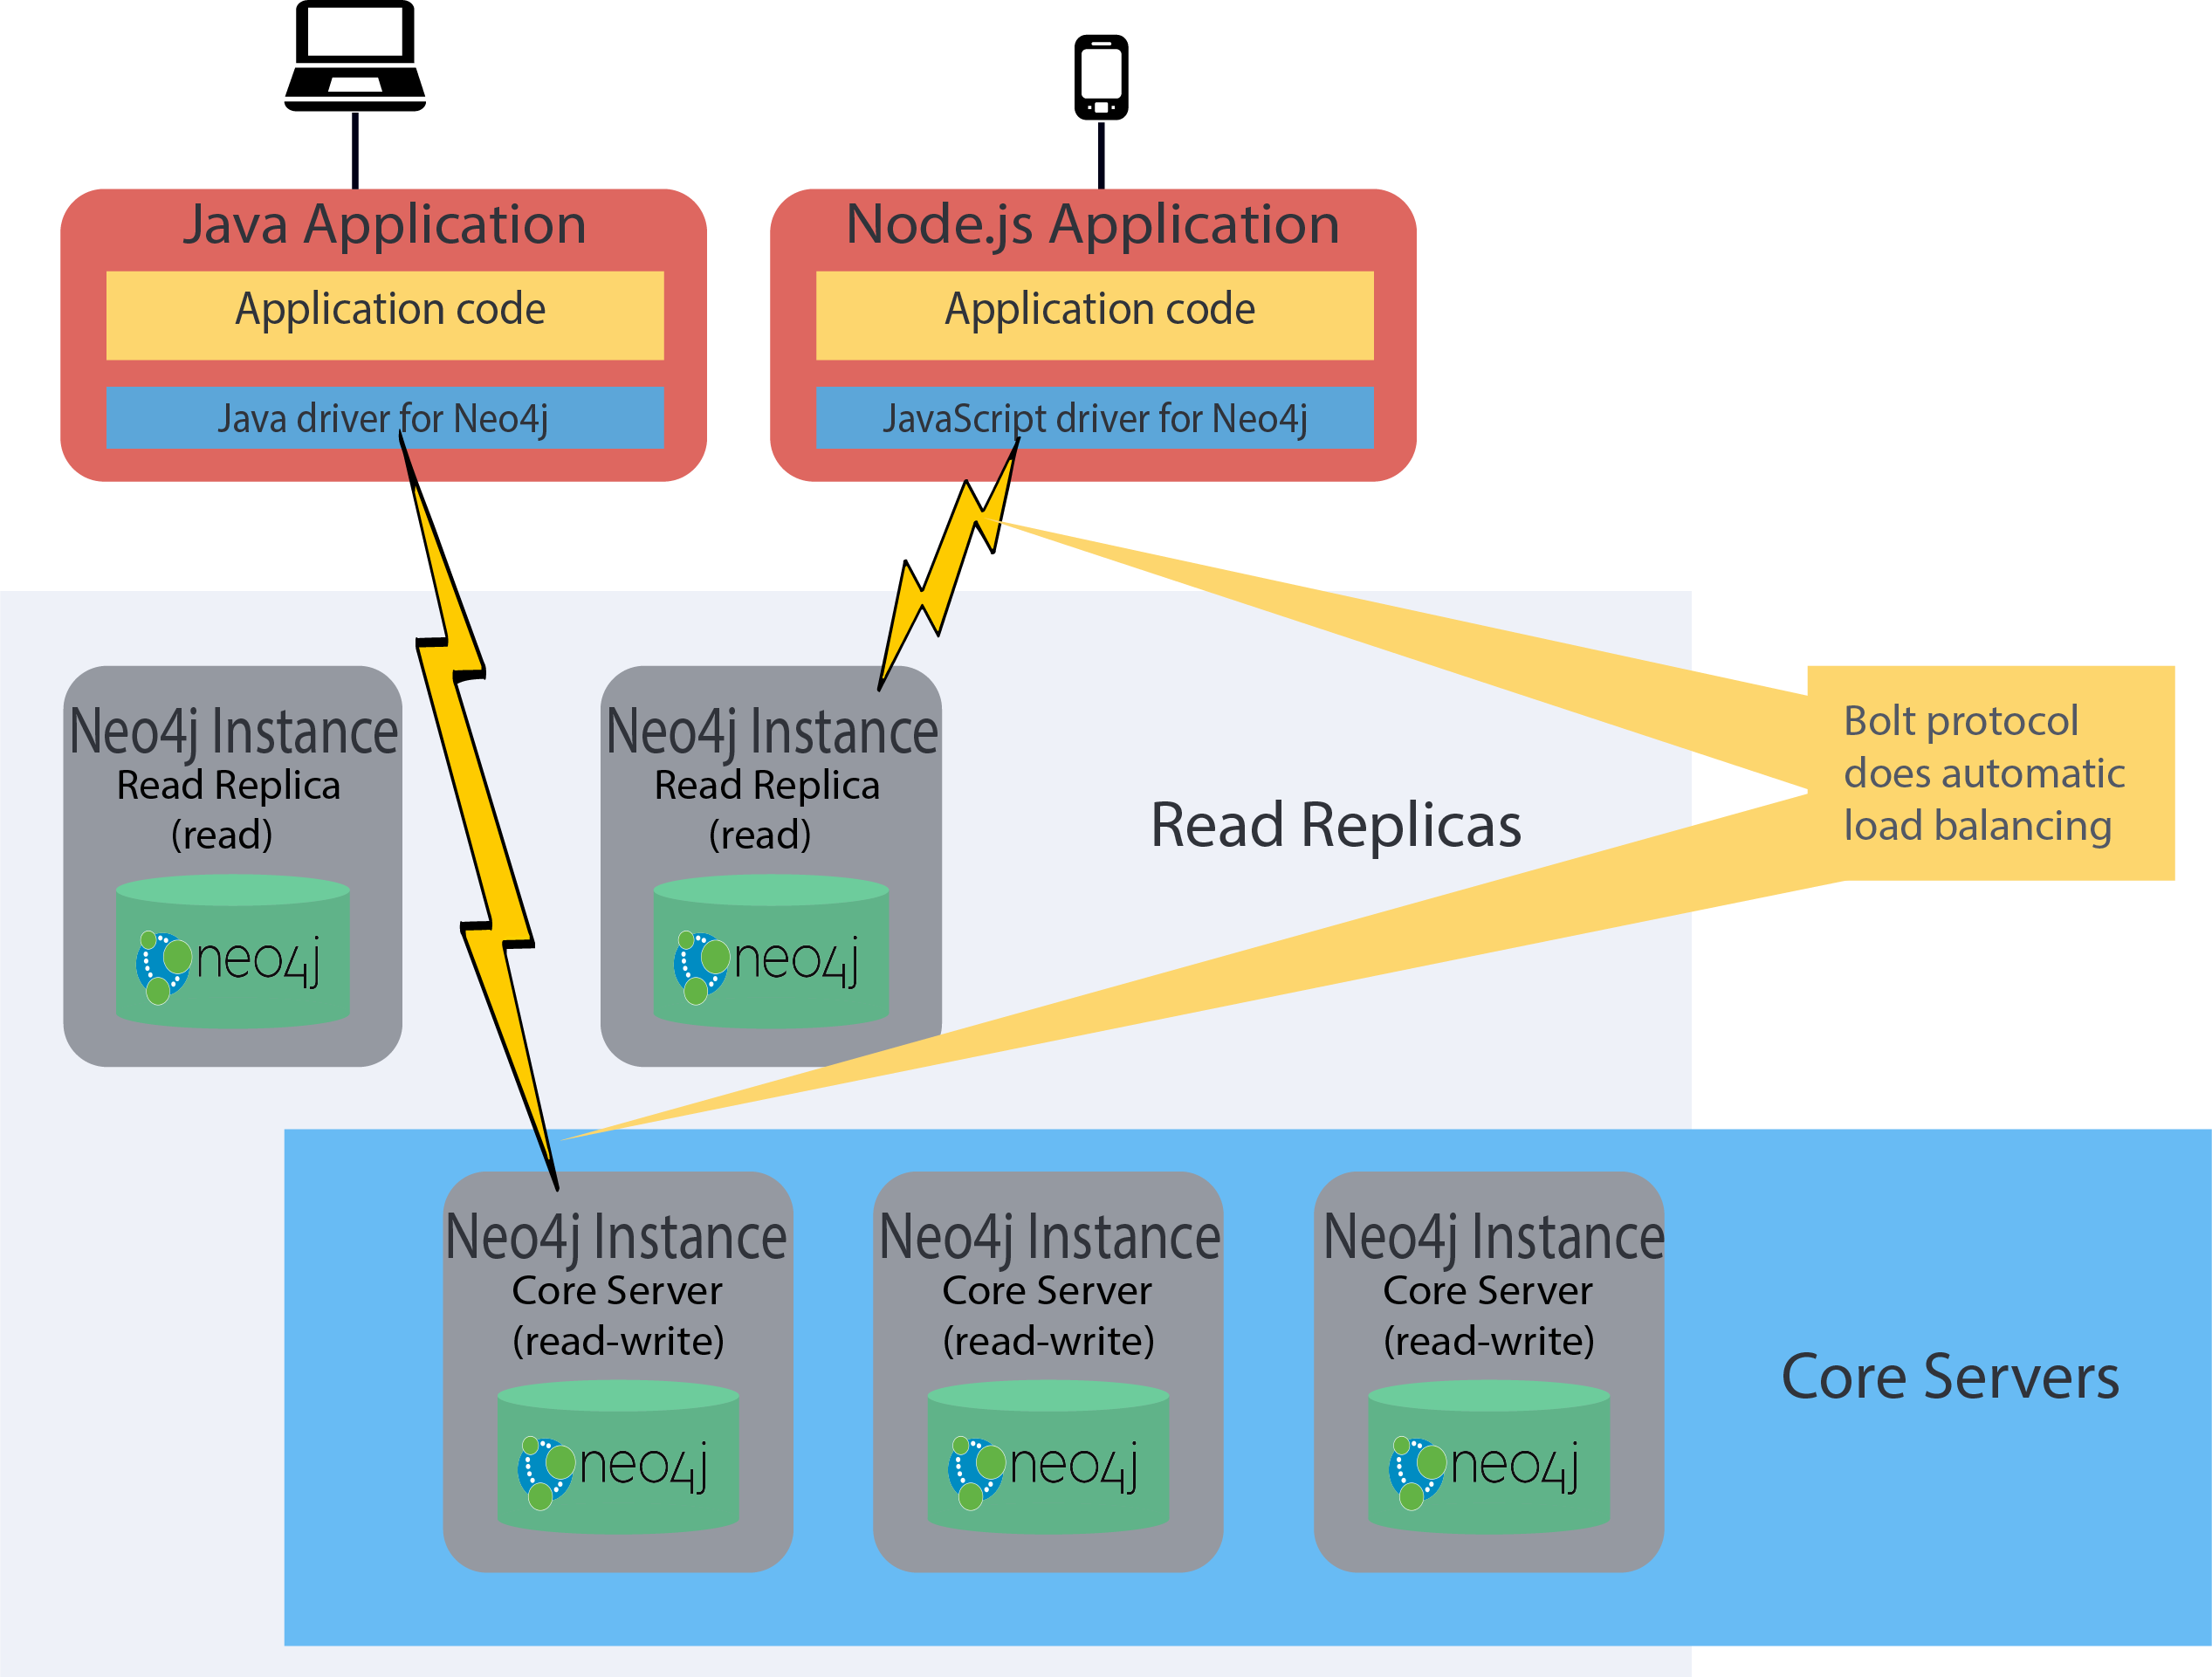 Java Application
Application code
Java driver for Neo4j
Node.js Application
Application code
JavaScript driver for Neo4j
Neo4j Instance
Read Replica
(read)
neo4j
Neo4j Instance
Read Replica
(read)
neo4j
Read Replicas
Bolt protocol
does automatic
load balancing
Neo4j Instance
Core Server
(read-write)
neo4j
Neo4j Instance
Core Server
(read-write)
neo4j
Neo4j Instance
Core Server
(read-write)
neo4j
Core Servers